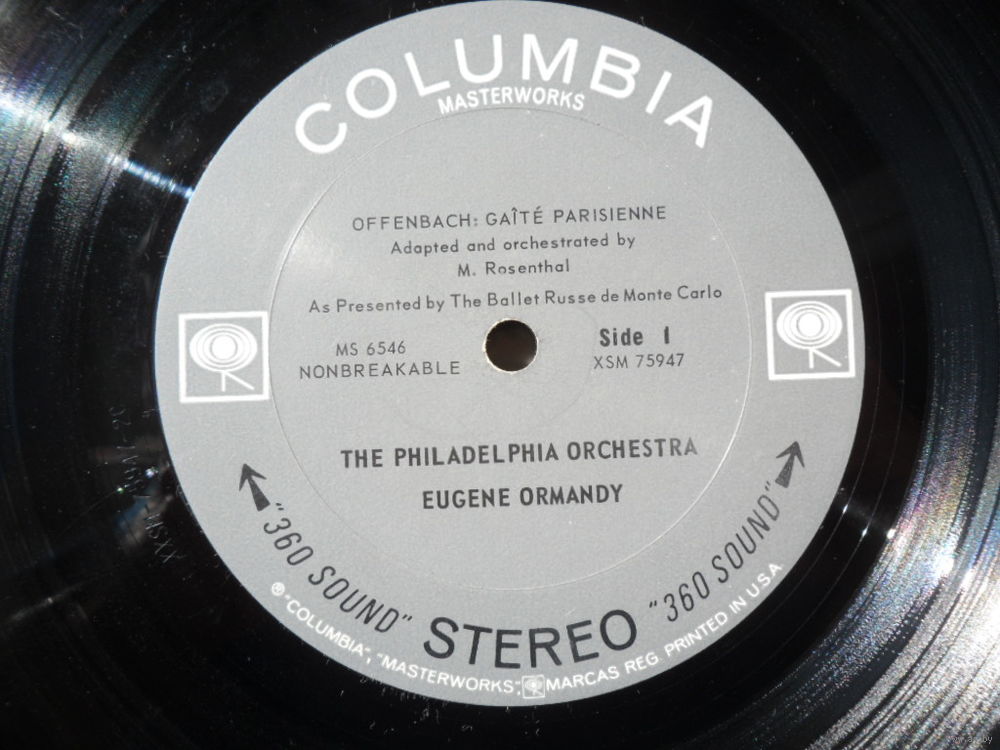 COLUMBIA
MASTERWORKS
OFFENBACH: GAÎTÉ PARISIENNE
Adapted and orchestrated by
M. Rosenthal
As Presented by The Ballet Russe de Monte Carlo
MS 6546
NONBREAKABLE
Side 1
XSM 75947
THE PHILADELPHIA ORCHESTRA
EUGENE ORMANDY
"360 SOUND" STEREO "360 SOUND"
® "COLUMBIA", "MASTERWORKS", MARCAS REG. PRINTED IN U.S.A.